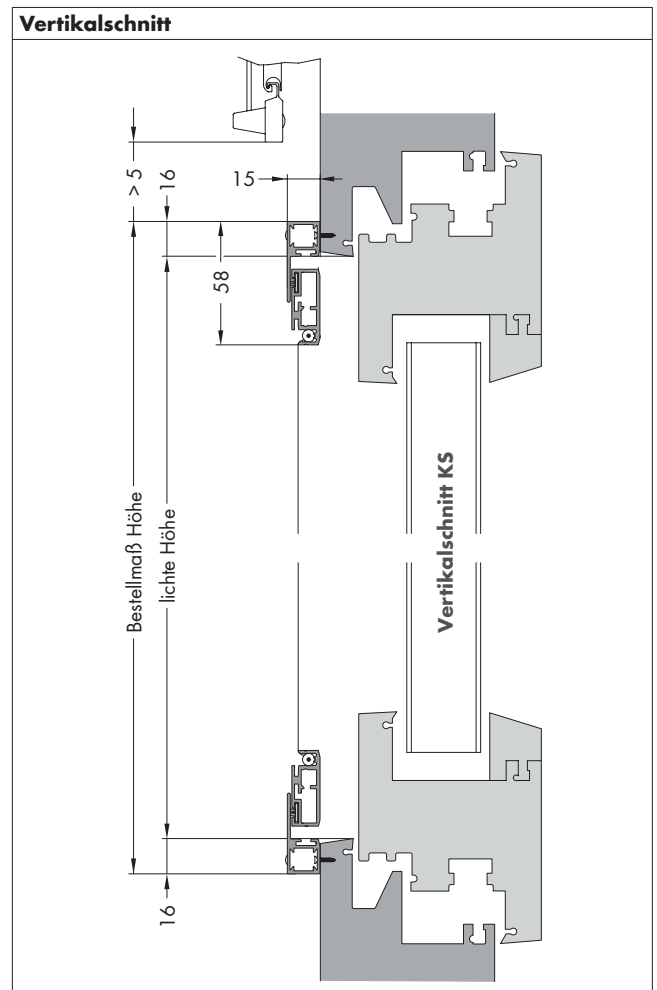 Vertikalschnitt
> 5
16
15
58
Bestellmaß Höhe
lichte Höhe
Vertikalschnitt KS
16